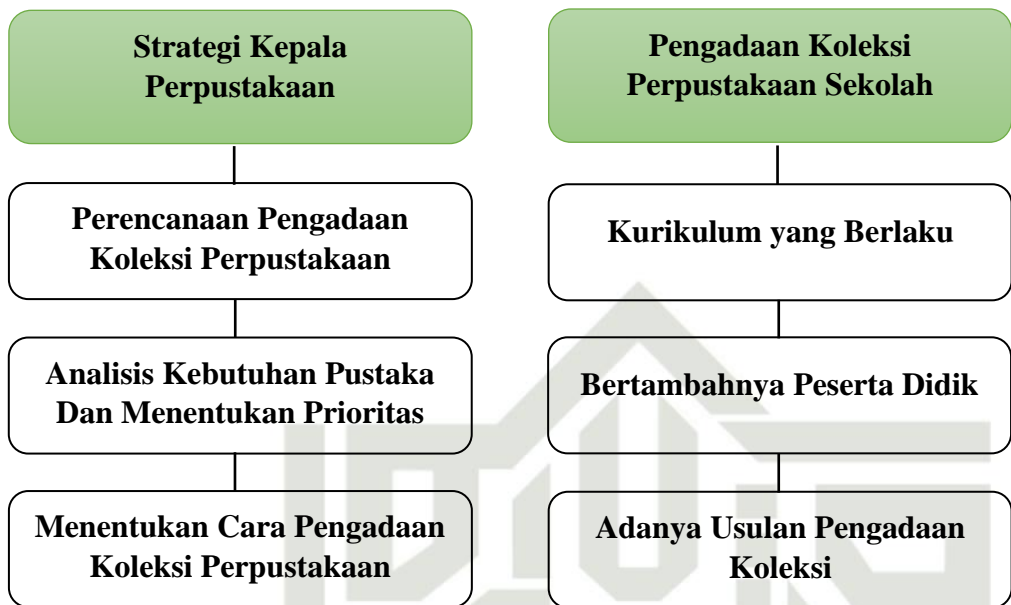 Strategi Kepala
Perpustakaan
Perencanaan Pengadaan
Koleksi Perpustakaan
Analisis Kebutuhan Pustaka
Dan Menentukan Prioritas
Menentukan Cara Pengadaan
Koleksi Perpustakaan
Pengadaan Koleksi
Perpustakaan Sekolah
Kurikulum yang Berlaku
Bertambahnya Peserta Didik
Adanya Usulan Pengadaan
Koleksi